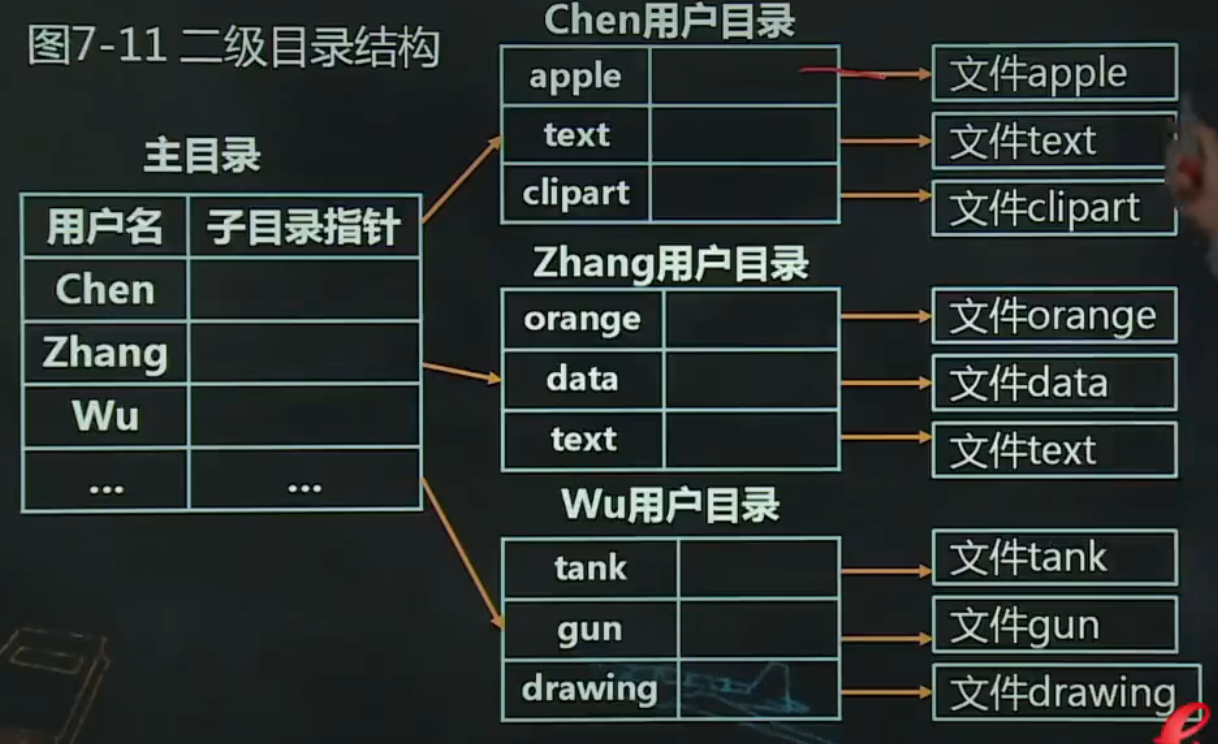 图7-11 二级目录结构
主目录
用户名 子目录指针
Chen
Zhang
Wu
... ...
Chen用户目录
apple 文件apple
text 文件text
clipart 文件clipart
Zhang用户目录
orange 文件orange
data 文件data
text 文件text
Wu用户目录
tank 文件tank
gun 文件gun
drawing 文件drawing
e